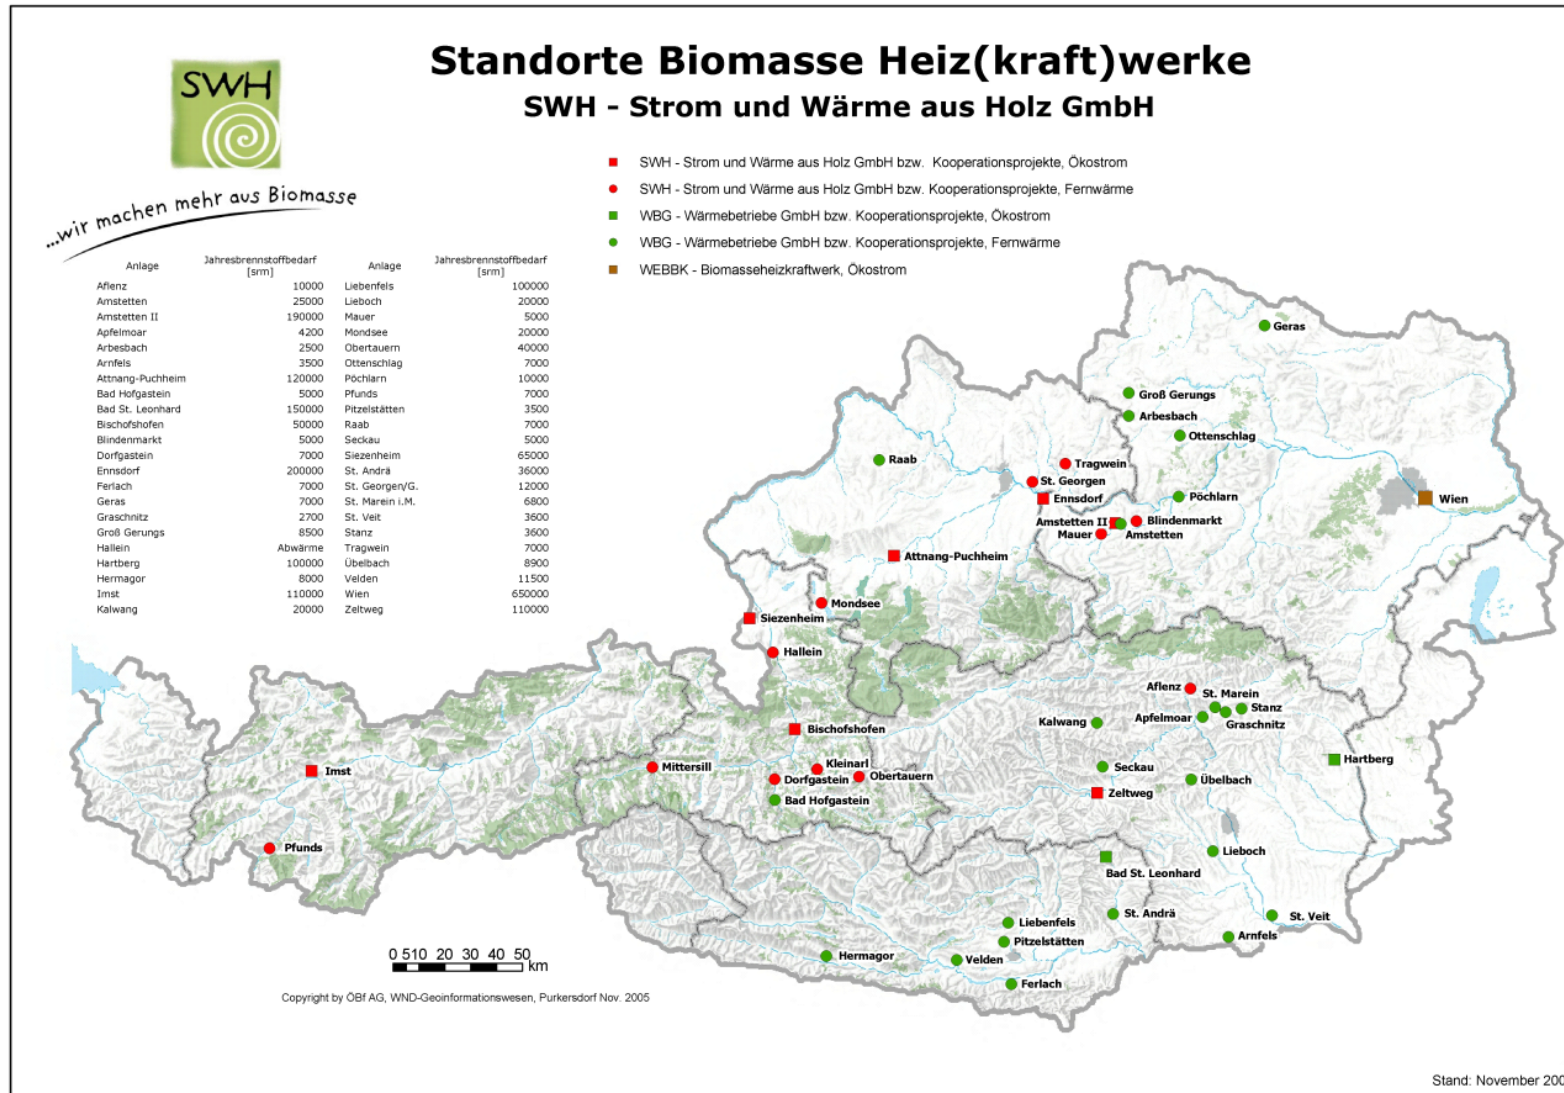 Standorte Biomasse Heiz(kraft)werke
SWH - Strom und Wärme aus Holz GmbH
SWH
...wir machen mehr aus Biomasse
SWH - Strom und Wärme aus Holz GmbH bzw. Kooperationsprojekte, Ökostrom
SWH - Strom und Wärme aus Holz GmbH bzw. Kooperationsprojekte, Fernwärme
WBG - Wärmebetriebe GmbH bzw. Kooperationsprojekte, Ökostrom
WBG - Wärmebetriebe GmbH bzw. Kooperationsprojekte, Fernwärme
WEBBK - Biomasseheizkraftwerk, Ökostrom
Anlage Jahresbrennstoffbedarf [srm] Anlage Jahresbrennstoffbedarf [srm]
Aflenz 10000 Liebenfels 100000
Amstetten 25000 Lieboch 20000
Amstetten II 190000 Mauer 5000
Apfelmoar 4200 Mondsee 20000
Arbesbach 2500 Obertauern 40000
Arnfels 3500 Ottenschlag 7000
Attnang-Puchheim 120000 Pöchlarn 10000
Bad Hofgastein 5000 Pfunds 7000
Bad St. Leonhard 150000 Pitzelstätten 3500
Bischofshofen 50000 Raab 7000
Blindenmarkt 5000 Seckau 5000
Dorfgastein 7000 Siezenheim 65000
Ennsdorf 200000 St. Andrä 36000
Ferlach 7000 St. Georgen/G. 12000
Geras 7000 St. Marein i.M. 6800
Graschnitz 2700 St. Veit 3600
Groß Gerungs 8500 Stanz 3600
Hallein Abwärme Tragwein 7000
Hartberg 100000 Übelbach 8900
Hermagor 8000 Velden 11500
Imst 110000 Wien 650000
Kalwang 20000 Zeltweg 110000
Geras
Groß Gerungs
Arbesbach
Ottenschlag
Raab
Tragwein
St. Georgen
Ennsdorf
Pöchlarn
Wien
Amstetten II
Blindenmarkt
Mauer
Amstetten
Attnang-Puchheim
Mondsee
Siezenheim
Hallein
Aflenz
St. Marein
Stanz
Apfelmoar
Graschnitz
Kalwang
Bischofshofen
Hartberg
Imst
Mittersill
Kleinarl
Dorfgastein
Obertauern
Seckau
Übelbach
Bad Hofgastein
Zeltweg
Pfunds
Lieboch
Bad St. Leonhard
St. Andrä
St. Veit
Liebenfels
Arnfels
Pitzelstätten
Hermagor
Velden
Ferlach
0 5 10 20 30 40 50
km
Copyright by ÖBf AG, WND-Geoinformationswesen, Purkersdorf Nov. 2005
Stand: November 200